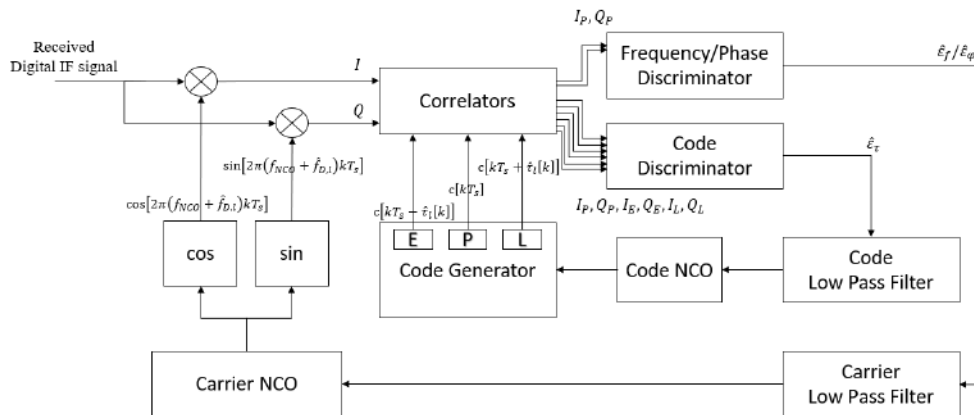 Received
Digital IF signal
I
Q
Correlators
I_P, Q_P
Frequency/Phase
Discriminator
ε̂_f/ε̂_φ
Code
Discriminator
ε̂_τ
I_P, Q_P, I_E, Q_E, I_L, Q_L
sin[2π(f_NCO + f̂_D,l)kT_s]
cos[2π(f_NCO + f̂_D,l)kT_s]
c[kT_s + τ̂_l[k]]
c[kT_s]
c[kT_s − τ̂_l[k]]
E
P
L
Code Generator
cos
sin
Code NCO
Code
Low Pass Filter
Carrier NCO
Carrier
Low Pass Filter